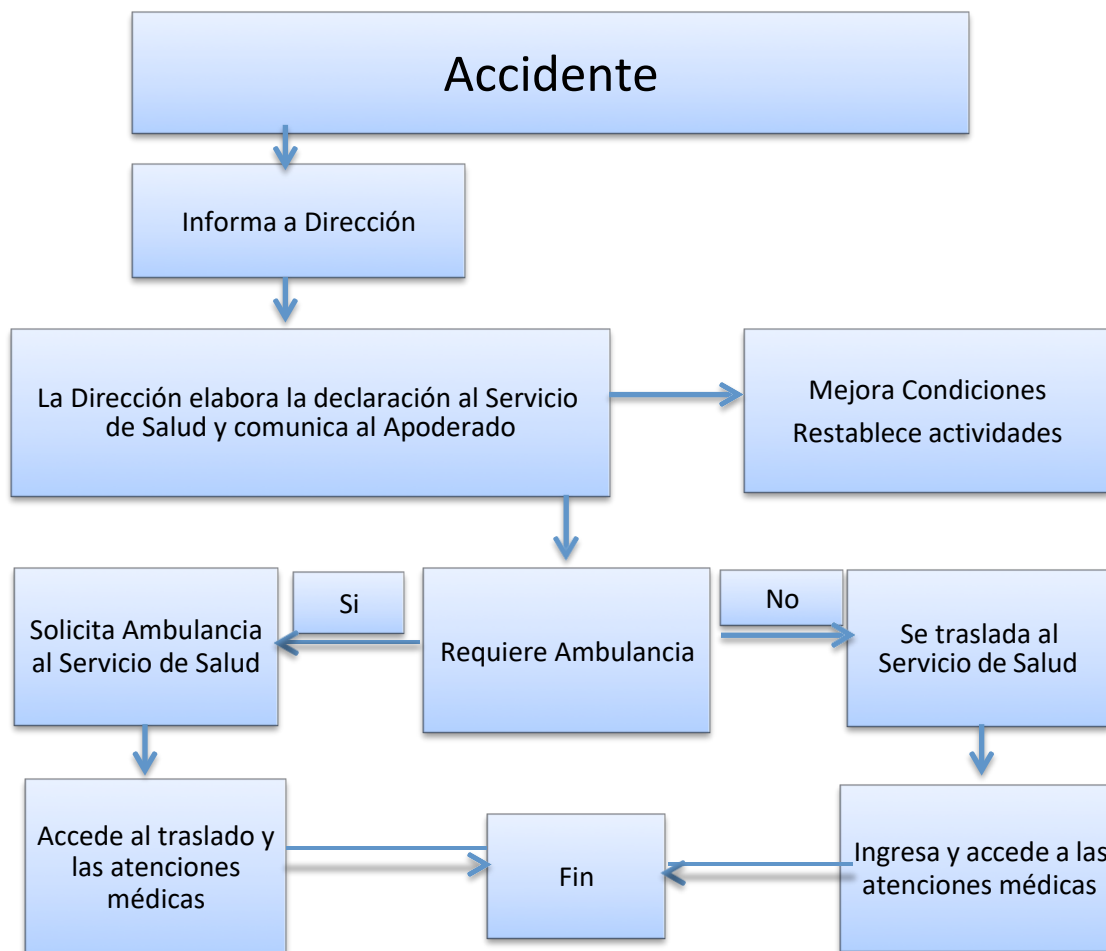 Accidente
Informa a Dirección
La Dirección elabora la declaración al Servicio
de Salud y comunica al Apoderado
Mejora Condiciones
Restablece actividades
Si
No
Solicita Ambulancia
al Servicio de Salud
Requiere Ambulancia
Se traslada al
Servicio de Salud
Accede al traslado y
las atenciones
médicas
Fin
Ingresa y accede a las
atenciones médicas